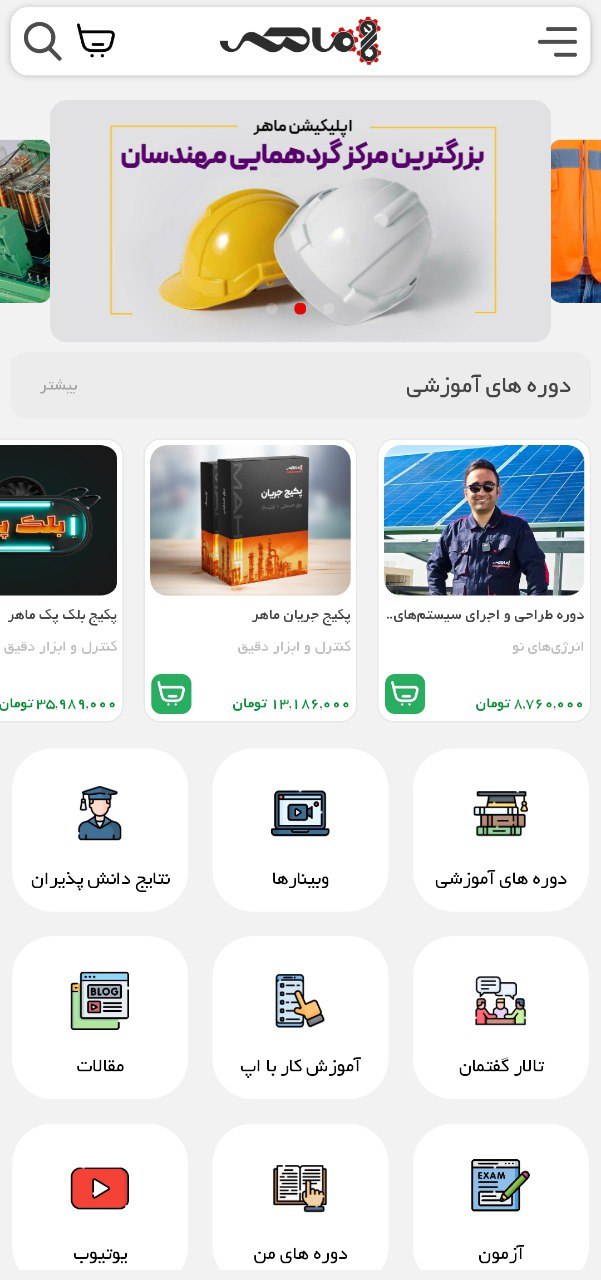 ماهر
اپلیکیشن ماهر
بزرگترین مرکز گردهمایی مهندسان
دوره های آموزشی
بیشتر
پکیج جریان
دوره طراحی و اجرای سیستم‌های..
انرژی‌های نو
۸,۷۶۰,۰۰۰ تومان
پکیج جریان ماهر
کنترل و ابزار دقیق
۱۳,۱۸۶,۰۰۰ تومان
پکیج بلک پک ماهر
کنترل و ابزار دقیق
۳۵,۹۸۹,۰۰۰ تومان
دوره های آموزشی
وبینارها
نتایج دانش پذیران
تالار گفتمان
آموزش کار با اپ
BLOG
مقالات
EXAM
آزمون
دوره های من
یوتیوب